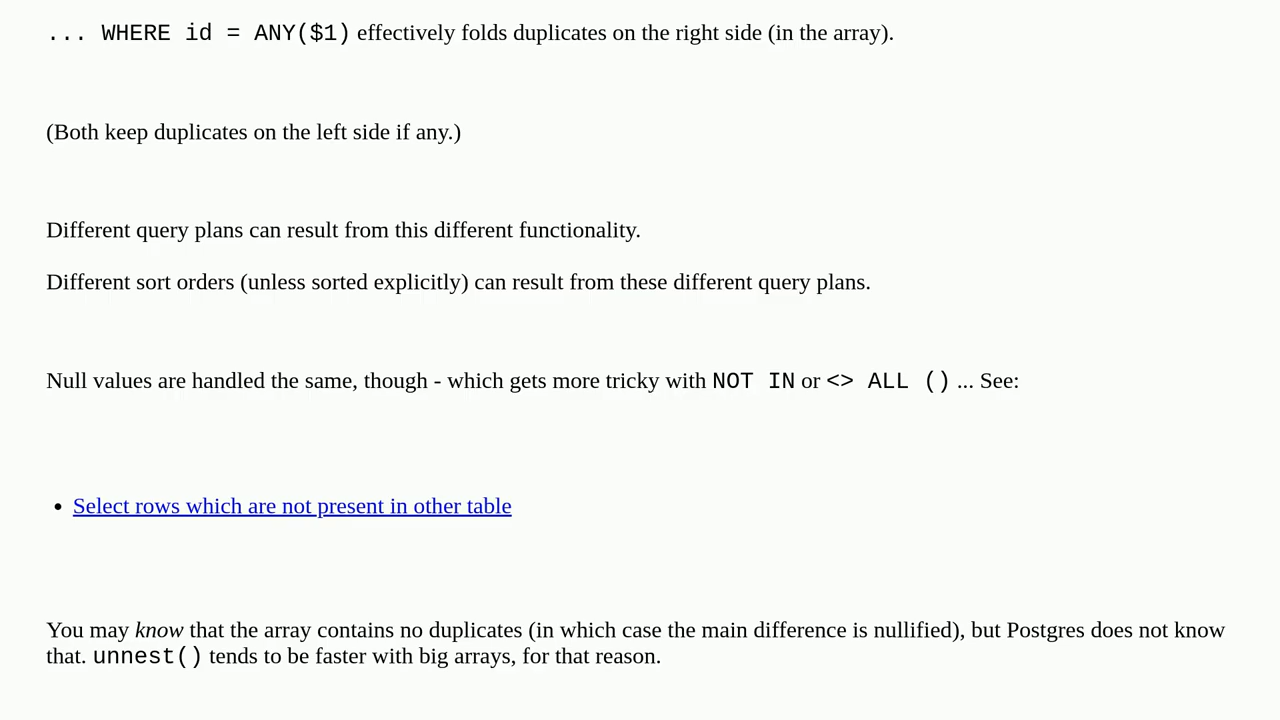 ... WHERE id = ANY($1) effectively folds duplicates on the right side (in the array).
(Both keep duplicates on the left side if any.)
Different query plans can result from this different functionality.
Different sort orders (unless sorted explicitly) can result from these different query plans.
Null values are handled the same, though - which gets more tricky with NOT IN or <> ALL () ... See:
• Select rows which are not present in other table
You may know that the array contains no duplicates (in which case the main difference is nullified), but Postgres does not know
that. unnest() tends to be faster with big arrays, for that reason.